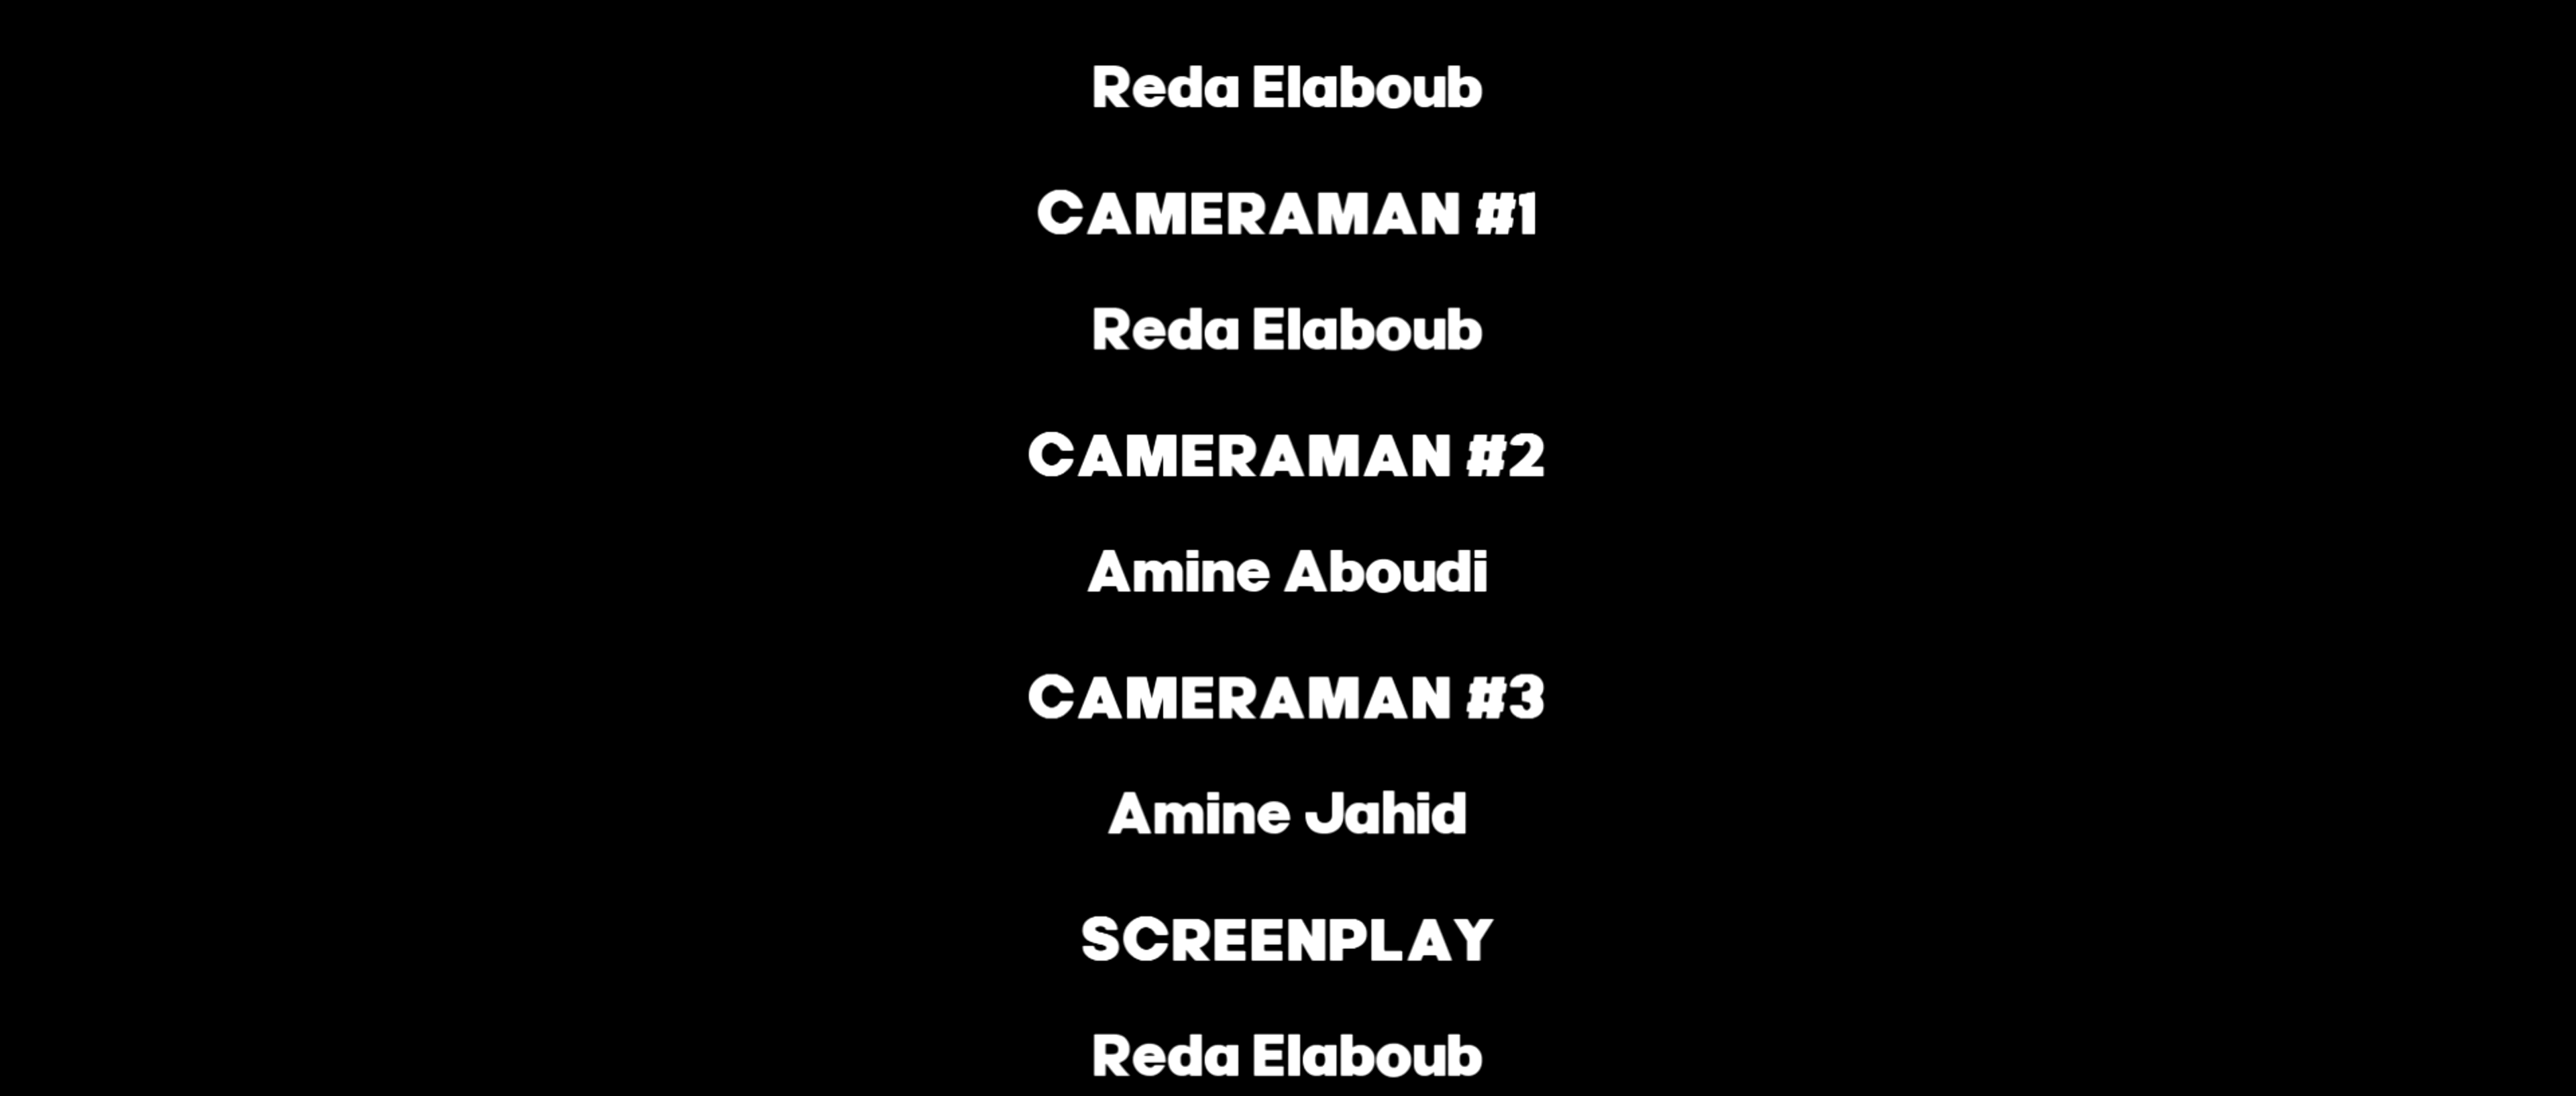 Reda Elaboub
CAMERAMAN #1
Reda Elaboub
CAMERAMAN #2
Amine Aboudi
CAMERAMAN #3
Amine Jahid
SCREENPLAY
Reda Elaboub